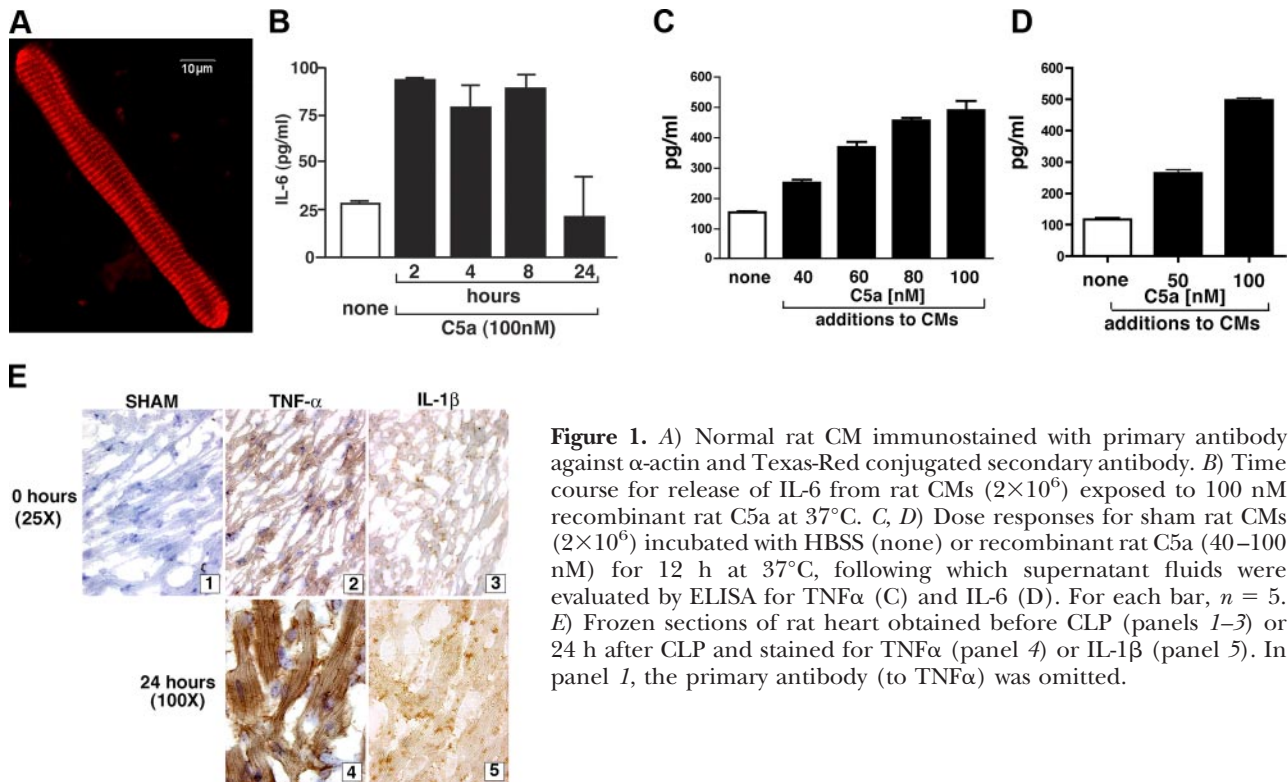 A
10µm
B
IL-6 (pg/ml)
100
75
50
25
0
none
2 4 8 24
hours
C5a (100nM)
C
pg/ml
600
500
400
300
200
100
0
none
40 60 80 100
C5a [nM]
additions to CMs
D
pg/ml
600
500
400
300
200
100
0
none
50 100
C5a [nM]
additions to CMs
E
SHAM TNF-α IL-1β
0 hours
(25X)
1 2 3
24 hours
(100X)
4 5
Figure 1. A) Normal rat CM immunostained with primary antibody
against α-actin and Texas-Red conjugated secondary antibody. B) Time
course for release of IL-6 from rat CMs (2×10⁶) exposed to 100 nM
recombinant rat C5a at 37°C. C, D) Dose responses for sham rat CMs
(2×10⁶) incubated with HBSS (none) or recombinant rat C5a (40–100
nM) for 12 h at 37°C, following which supernatant fluids were
evaluated by ELISA for TNFα (C) and IL-6 (D). For each bar, n = 5.
E) Frozen sections of rat heart obtained before CLP (panels 1–3) or
24 h after CLP and stained for TNFα (panel 4) or IL-1β (panel 5). In
panel 1, the primary antibody (to TNFα) was omitted.